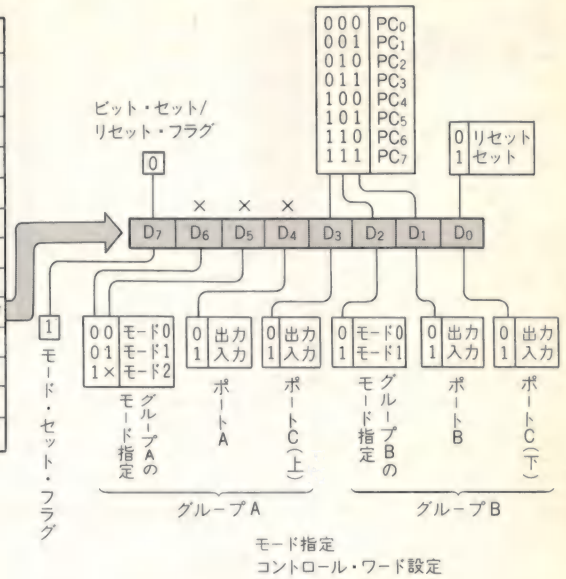 000 PC₀
001 PC₁
010 PC₂
011 PC₃
100 PC₄
101 PC₅
110 PC₆
111 PC₇
ビット・セット/
リセット・フラグ
0
0 リセット
1 セット
× × ×
D₇ D₆ D₅ D₄ D₃ D₂ D₁ D₀
1
モード・セット・フラグ
00 モード0
01 モード1
1× モード2
グループAの
モード指定
0 出力
1 入力
ポートA
0 出力
1 入力
ポートC(上)
0 モード0
1 モード1
グループBの
モード指定
0 出力
1 入力
ポートB
0 出力
1 入力
ポートC(下)
グループA
グループB
モード指定
コントロール・ワード設定